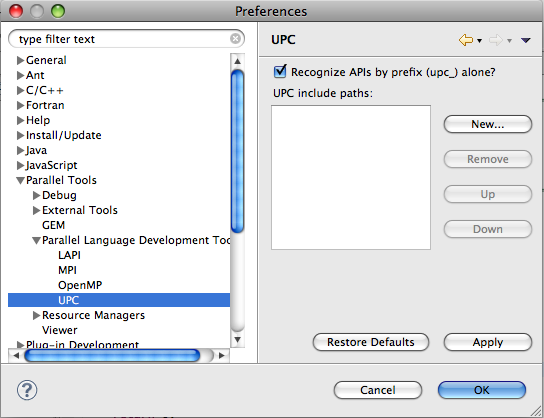 Preferences
type filter text
General
Ant
C/C++
Fortran
Help
Install/Update
Java
JavaScript
Parallel Tools
Debug
External Tools
GEM
Parallel Language Development Too
LAPI
MPI
OpenMP
UPC
Resource Managers
Viewer
Plug-in Development
UPC
Recognize APIs by prefix (upc_) alone?
UPC include paths:
New...
Remove
Up
Down
Restore Defaults
Apply
?
Cancel
OK